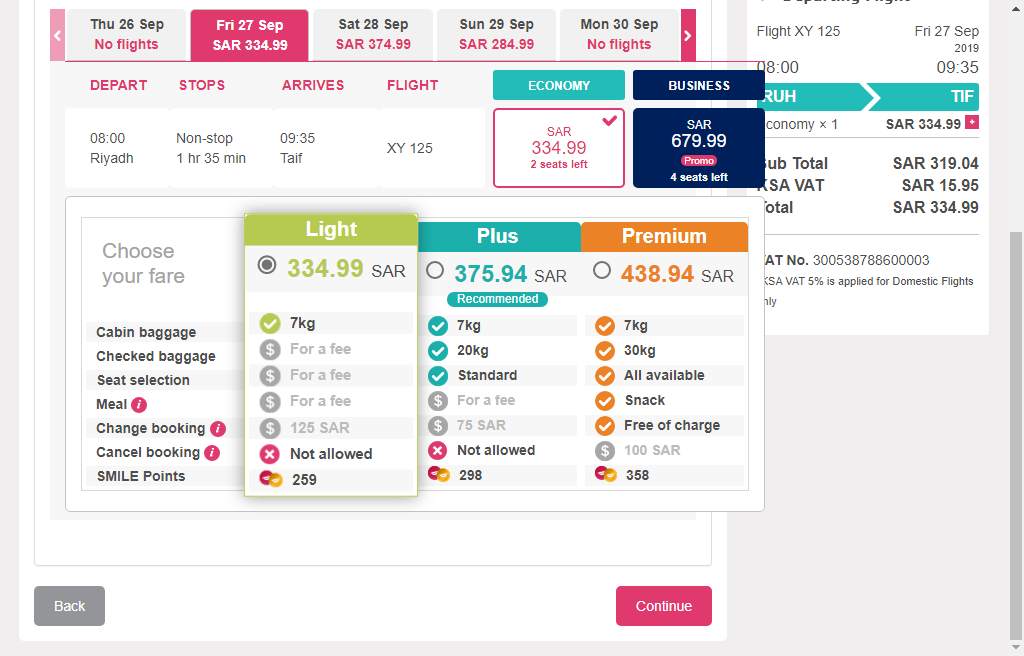 Thu 26 Sep
No flights
Fri 27 Sep
SAR 334.99
Sat 28 Sep
SAR 374.99
Sun 29 Sep
SAR 284.99
Mon 30 Sep
No flights
DEPART STOPS ARRIVES FLIGHT ECONOMY BUSINESS
08:00
Riyadh
Non-stop
1 hr 35 min
09:35
Taif
XY 125
SAR
334.99
2 seats left
SAR
679.99
Promo
4 seats left
Choose
your fare
Light
334.99 SAR
Plus
375.94 SAR
Recommended
Premium
438.94 SAR
Cabin baggage 7kg 7kg 7kg
Checked baggage For a fee 20kg 30kg
Seat selection For a fee Standard All available
Meal i For a fee For a fee Snack
Change booking i 125 SAR 75 SAR Free of charge
Cancel booking i Not allowed Not allowed 100 SAR
SMILE Points 259 298 358
Back
Continue
Flight XY 125 Fri 27 Sep
2019
08:00 09:35
RUH TIF
conomy × 1 SAR 334.99 +
ub Total SAR 319.04
KSA VAT SAR 15.95
otal SAR 334.99
AT No. 300538788600003
KSA VAT 5% is applied for Domestic Flights
nly